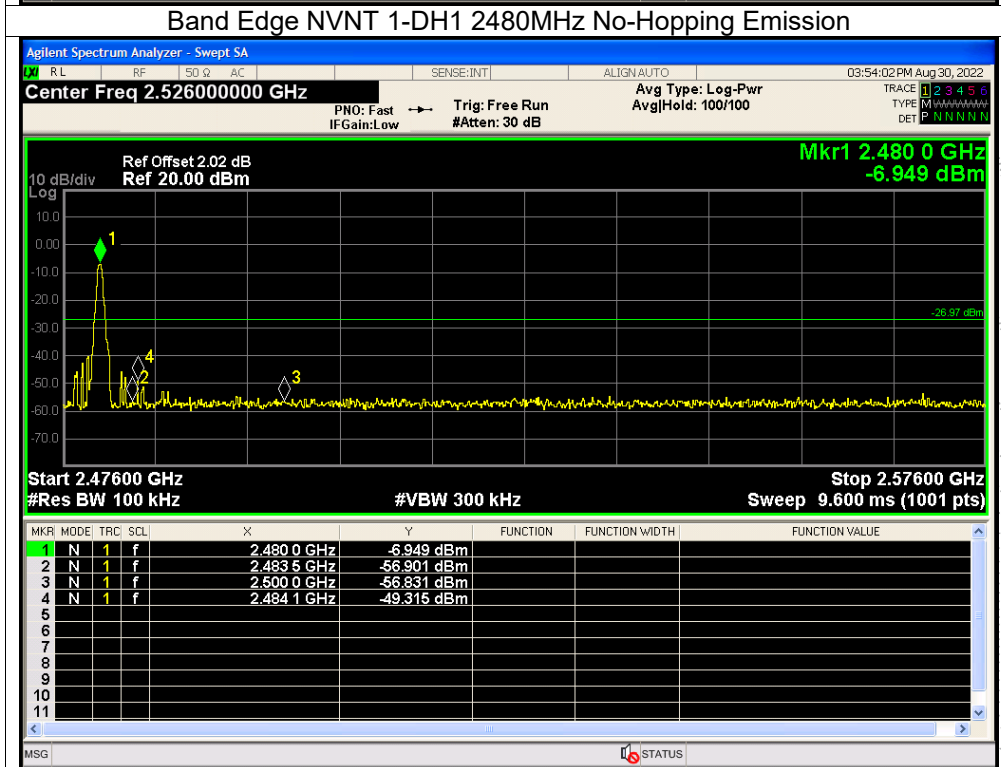 Band Edge NVNT 1-DH1 2480MHz No-Hopping Emission
Agilent Spectrum Analyzer - Swept SA
LXI RL RF 50 Ω AC SENSE:INT ALIGN AUTO 03:54:02 PM Aug 30, 2022
Center Freq 2.526000000 GHz Avg Type: Log-Pwr TRACE 1 2 3 4 5 6
PNO: Fast Trig: Free Run Avg|Hold: 100/100 TYPE M
IFGain:Low #Atten: 30 dB DET P N N N N N
Mkr1 2.480 0 GHz
Ref Offset 2.02 dB
10 dB/div Ref 20.00 dBm -6.949 dBm
Log
10.0
1
0.00
-10.0
-20.0
-26.97 dBm
-30.0
-40.0
4
2 3
-50.0
-60.0
-70.0
Start 2.47600 GHz Stop 2.57600 GHz
#Res BW 100 kHz #VBW 300 kHz Sweep 9.600 ms (1001 pts)
MKR MODE TRC SCL X Y FUNCTION FUNCTION WIDTH FUNCTION VALUE
1 N 1 f 2.480 0 GHz -6.949 dBm
2 N 1 f 2.483 5 GHz -56.901 dBm
3 N 1 f 2.500 0 GHz -56.831 dBm
4 N 1 f 2.484 1 GHz -49.315 dBm
5
6
7
8
9
10
11
MSG STATUS